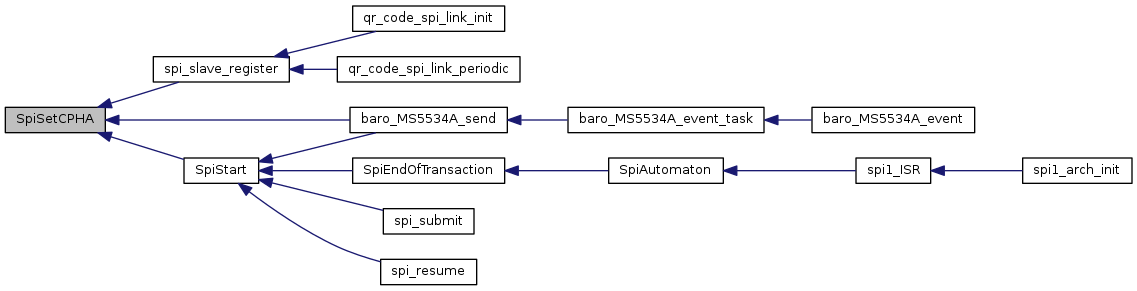 qr_code_spi_link_init
spi_slave_register
qr_code_spi_link_periodic
SpiSetCPHA
baro_MS5534A_send
baro_MS5534A_event_task
baro_MS5534A_event
SpiStart
SpiEndOfTransaction
SpiAutomaton
spi1_ISR
spi1_arch_init
spi_submit
spi_resume